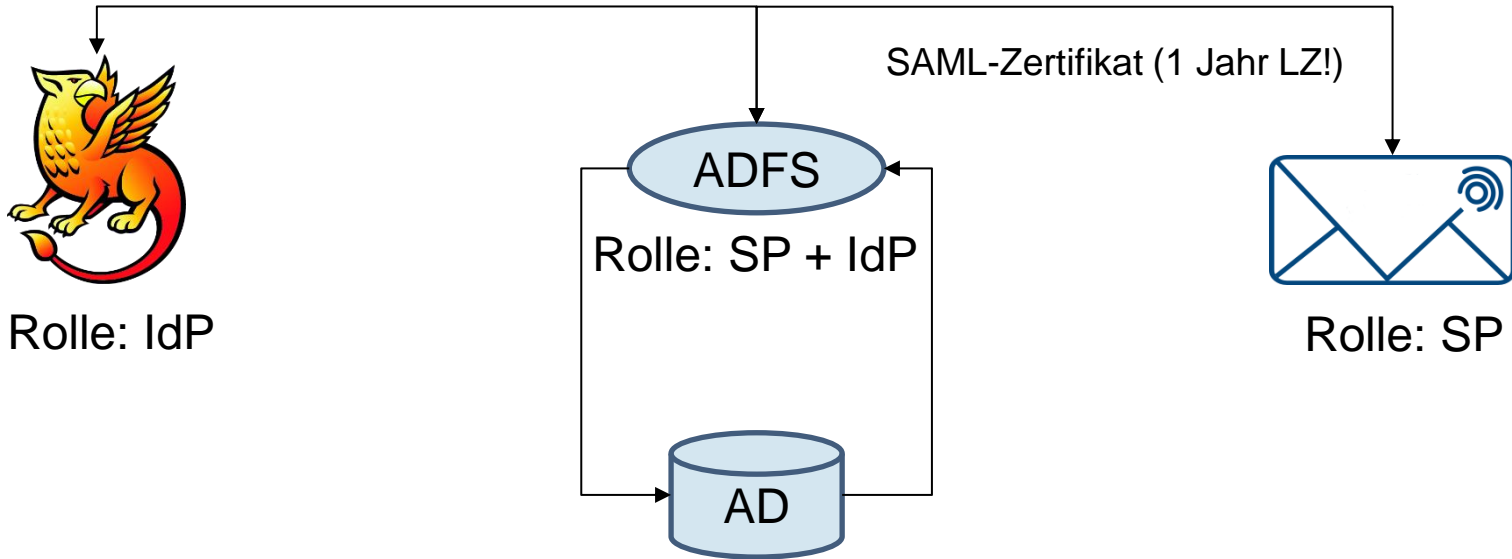 SAML-Zertifikat (1 Jahr LZ!)
ADFS
Rolle: SP + IdP
Rolle: IdP
Rolle: SP
AD